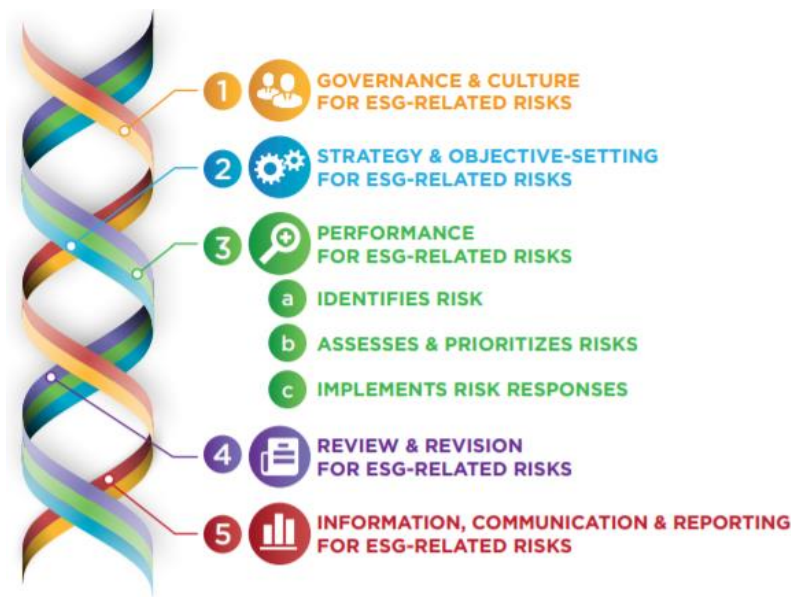 1 GOVERNANCE & CULTURE
FOR ESG-RELATED RISKS
2 STRATEGY & OBJECTIVE-SETTING
FOR ESG-RELATED RISKS
3 PERFORMANCE
FOR ESG-RELATED RISKS
a IDENTIFIES RISK
b ASSESSES & PRIORITIZES RISKS
c IMPLEMENTS RISK RESPONSES
4 REVIEW & REVISION
FOR ESG-RELATED RISKS
5 INFORMATION, COMMUNICATION & REPORTING
FOR ESG-RELATED RISKS